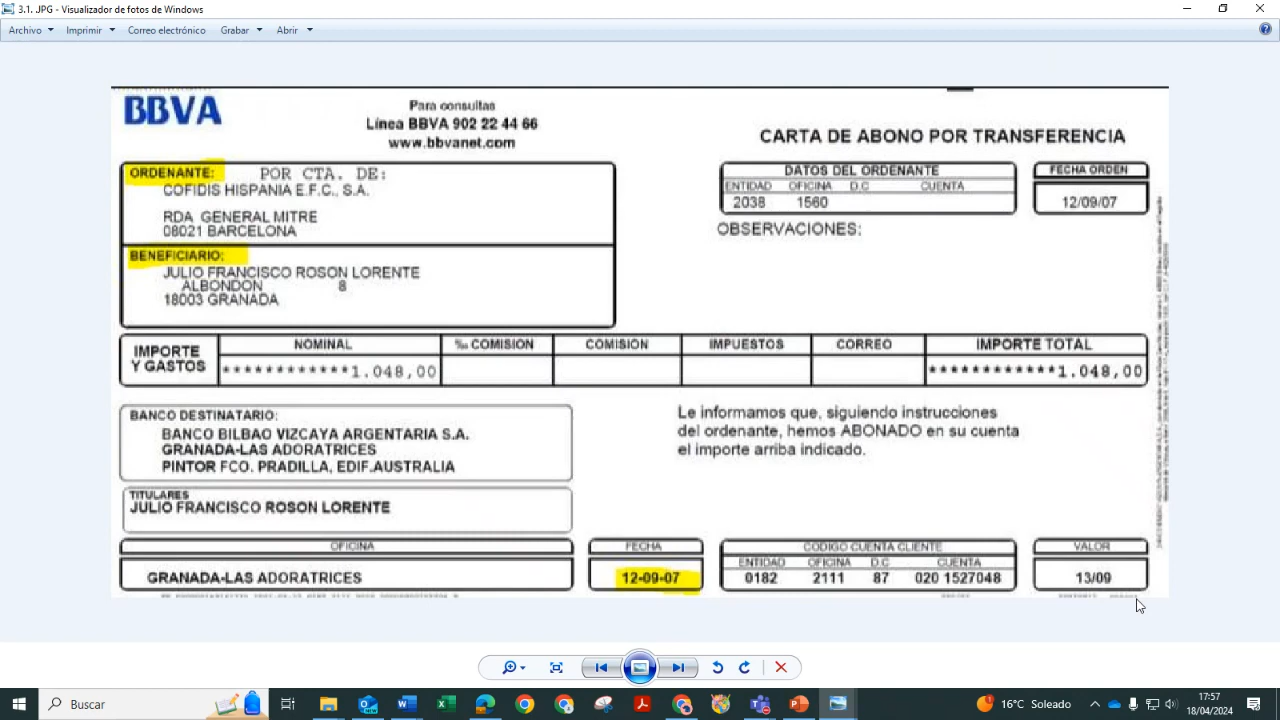 3.1. JPG - Visualizador de fotos de Windows
Archivo Imprimir Correo electrónico Grabar Abrir
BBVA
Para consultas
Línea BBVA 902 22 44 66
www.bbvanet.com
CARTA DE ABONO POR TRANSFERENCIA
ORDENANTE: POR CTA. DE:
COFIDIS HISPANIA E.F.C., S.A.
RDA GENERAL MITRE
08021 BARCELONA
DATOS DEL ORDENANTE
ENTIDAD OFICINA D.C CUENTA
2038 1560
FECHA ORDEN
12/09/07
OBSERVACIONES:
BENEFICIARIO:
JULIO FRANCISCO ROSON LORENTE
ALBONDON 8
18003 GRANADA
IMPORTE Y GASTOS
NOMINAL ‰ COMISION COMISION IMPUESTOS CORREO IMPORTE TOTAL
************1.048,00 ************1.048,00
BANCO DESTINATARIO:
BANCO BILBAO VIZCAYA ARGENTARIA S.A.
GRANADA-LAS ADORATRICES
PINTOR FCO. PRADILLA, EDIF.AUSTRALIA
Le informamos que, siguiendo instrucciones
del ordenante, hemos ABONADO en su cuenta
el importe arriba indicado.
TITULARES
JULIO FRANCISCO ROSON LORENTE
OFICINA
GRANADA-LAS ADORATRICES
FECHA
12-09-07
CODIGO CUENTA CLIENTE
ENTIDAD OFICINA D.C CUENTA
0182 2111 87 020 1527048
VALOR
13/09
Buscar
16°C Soleado
17:57
18/04/2024